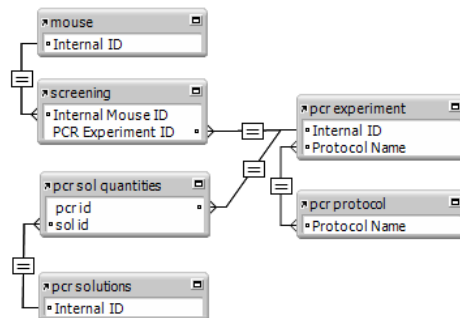 mouse
Internal ID
screening
Internal Mouse ID
PCR Experiment ID
pcr experiment
Internal ID
Protocol Name
pcr sol quantities
pcr id
sol id
pcr protocol
Protocol Name
pcr solutions
Internal ID